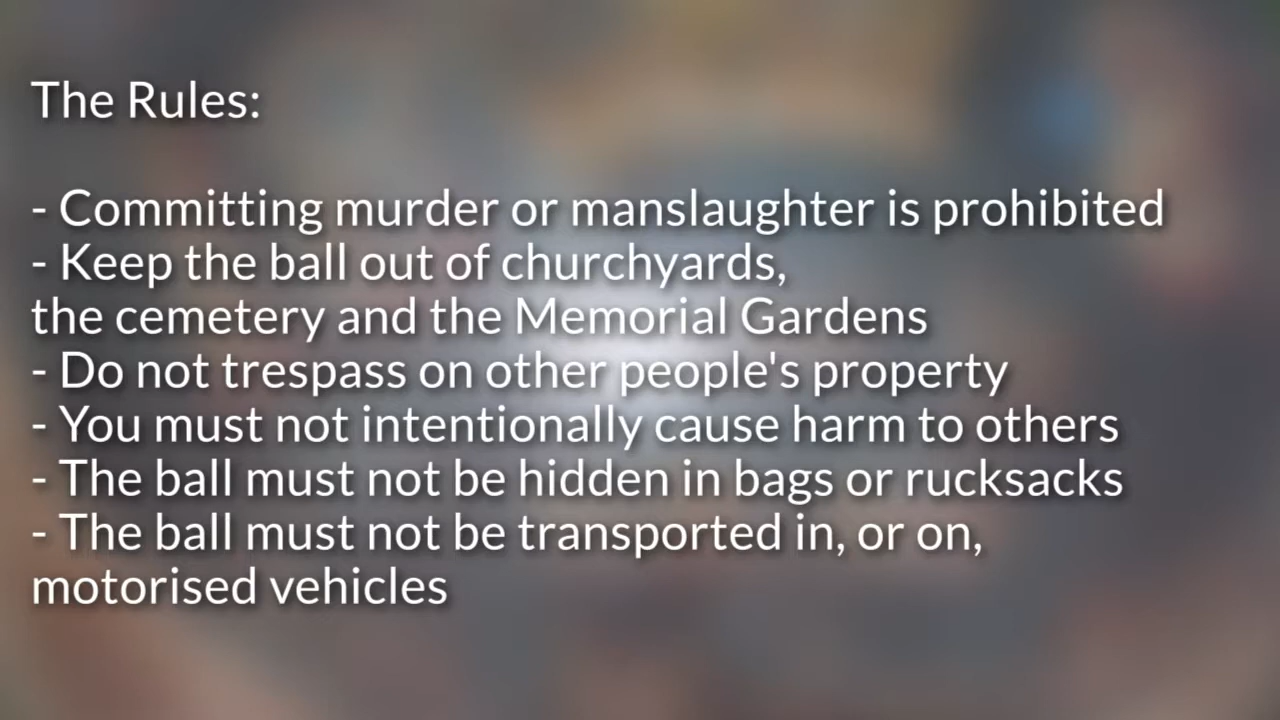 The Rules:
- Committing murder or manslaughter is prohibited
- Keep the ball out of churchyards,
the cemetery and the Memorial Gardens
- Do not trespass on other people's property
- You must not intentionally cause harm to others
- The ball must not be hidden in bags or rucksacks
- The ball must not be transported in, or on,
motorised vehicles